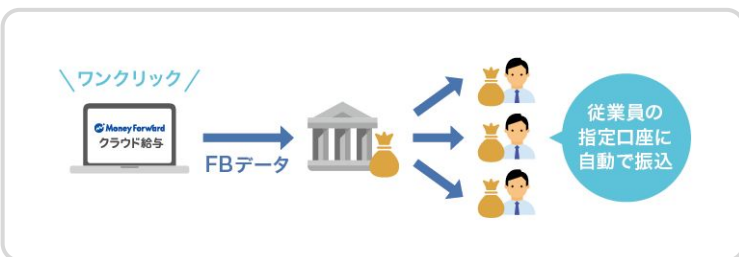 ワンクリック
Money Forward
クラウド給与
FBデータ
従業員の
指定口座に
自動で振込